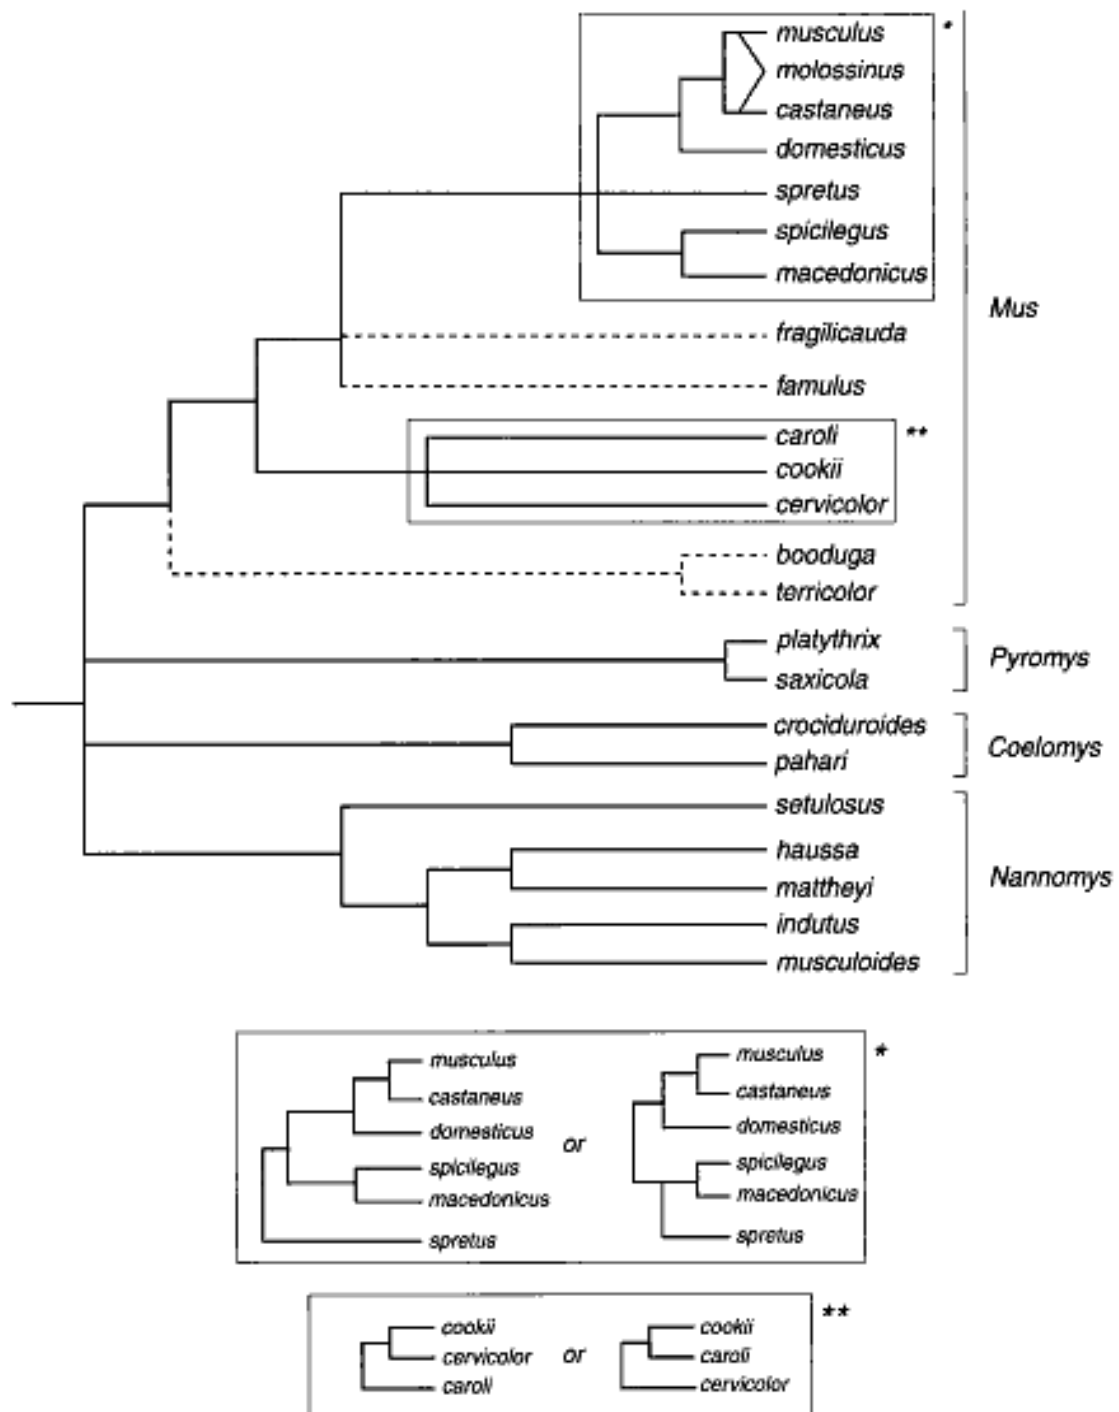 musculus *
molossinus
castaneus
domesticus
spretus
spicilegus
macedonicus
Mus
fragilicauda
famulus
caroli **
cookii
cervicolor
booduga
terricolor
platythrix
Pyromys
saxicola
crociduroides
Coelomys
pahari
setulosus
haussa
Nannomys
mattheyi
indutus
musculoides
musculus
castaneus
domesticus
spicilegus
macedonicus
spretus
or
musculus *
castaneus
domesticus
spicilegus
macedonicus
spretus
cookii
cervicolor
caroli
or
cookii **
caroli
cervicolor